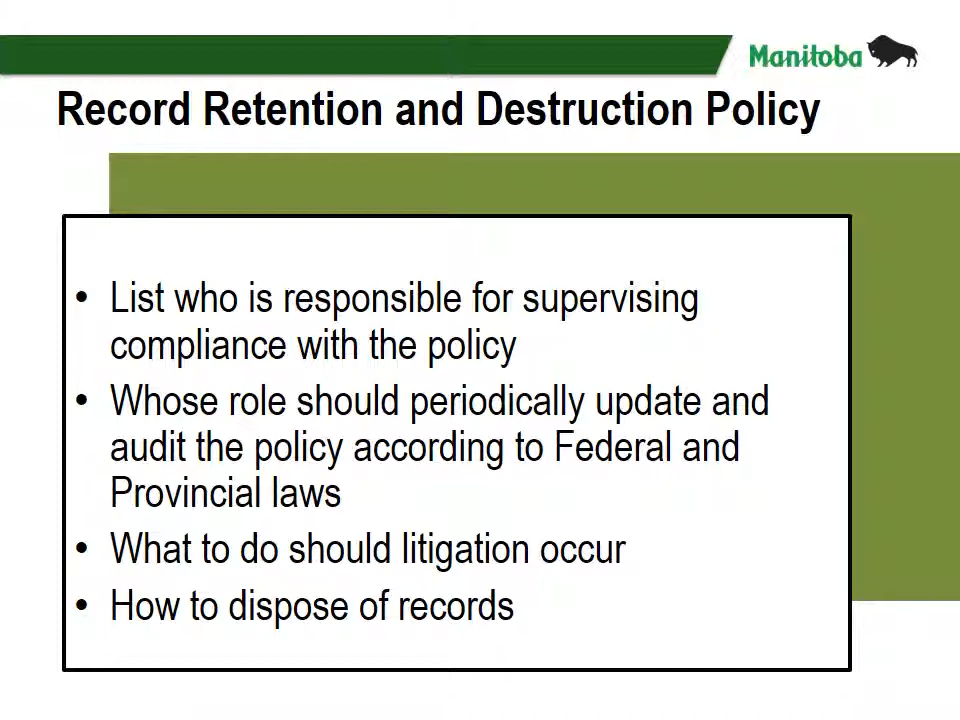 Manitoba
Record Retention and Destruction Policy
• List who is responsible for supervising
compliance with the policy
• Whose role should periodically update and
audit the policy according to Federal and
Provincial laws
• What to do should litigation occur
• How to dispose of records